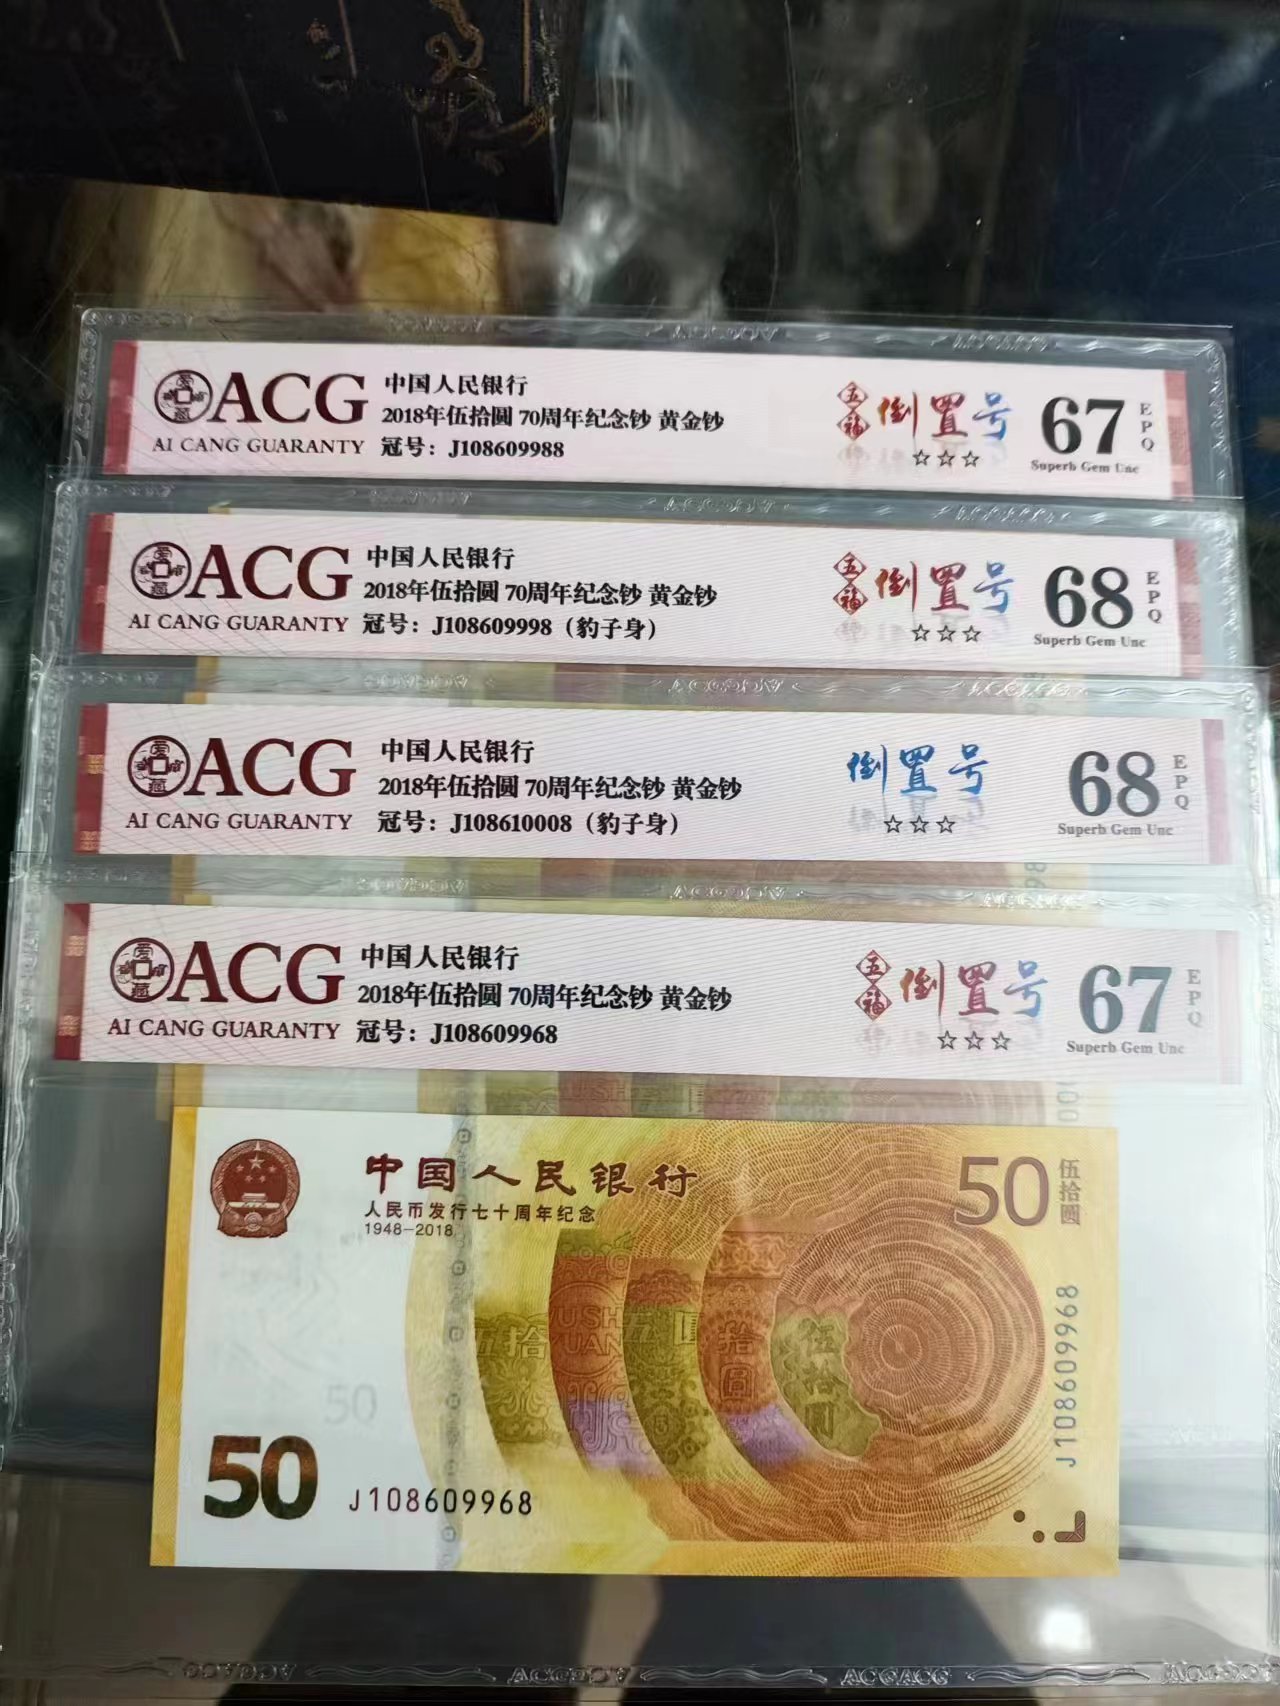 ACG
AI CANG GUARANTY
中国人民银行
2018年伍拾圆 70周年纪念钞 黄金钞
冠号：J108609988
五福
倒置号
☆☆☆
67
EPQ
Superb Gem Unc
ACG
AI CANG GUARANTY
中国人民银行
2018年伍拾圆 70周年纪念钞 黄金钞
冠号：J108609998（豹子身）
五福
倒置号
☆☆☆
68
EPQ
Superb Gem Unc
ACG
AI CANG GUARANTY
中国人民银行
2018年伍拾圆 70周年纪念钞 黄金钞
冠号：J108610008（豹子身）
倒置号
☆☆☆
68
EPQ
Superb Gem Unc
ACG
AI CANG GUARANTY
中国人民银行
2018年伍拾圆 70周年纪念钞 黄金钞
冠号：J108609968
五福
倒置号
☆☆☆
67
EPQ
Superb Gem Unc
中国人民银行
人民币发行七十周年纪念
1948-2018
50
伍拾圆
J108609968
伍拾圆
50
50
J108609968
ACGACG